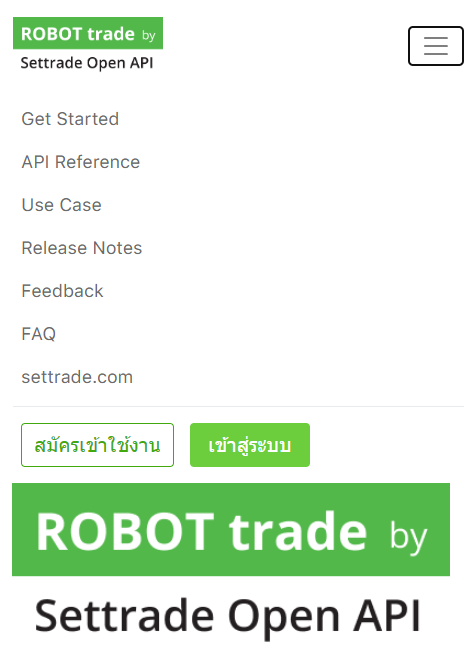 ROBOT trade by
Settrade Open API
Get Started
API Reference
Use Case
Release Notes
Feedback
FAQ
settrade.com
สมัครเข้าใช้งาน เข้าสู่ระบบ
ROBOT trade by
Settrade Open API